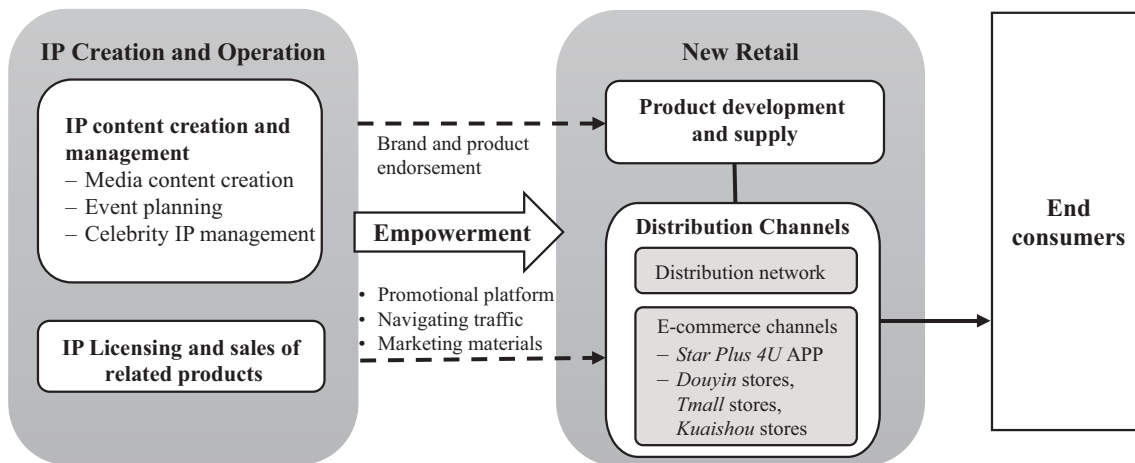 IP Creation and Operation
IP content creation and
management
– Media content creation
– Event planning
– Celebrity IP management
IP Licensing and sales of
related products
Brand and product
endorsement
Empowerment
• Promotional platform
• Navigating traffic
• Marketing materials
New Retail
Product development
and supply
Distribution Channels
Distribution network
E-commerce channels
– Star Plus 4U APP
– Douyin stores,
Tmall stores,
Kuaishou stores
End
consumers